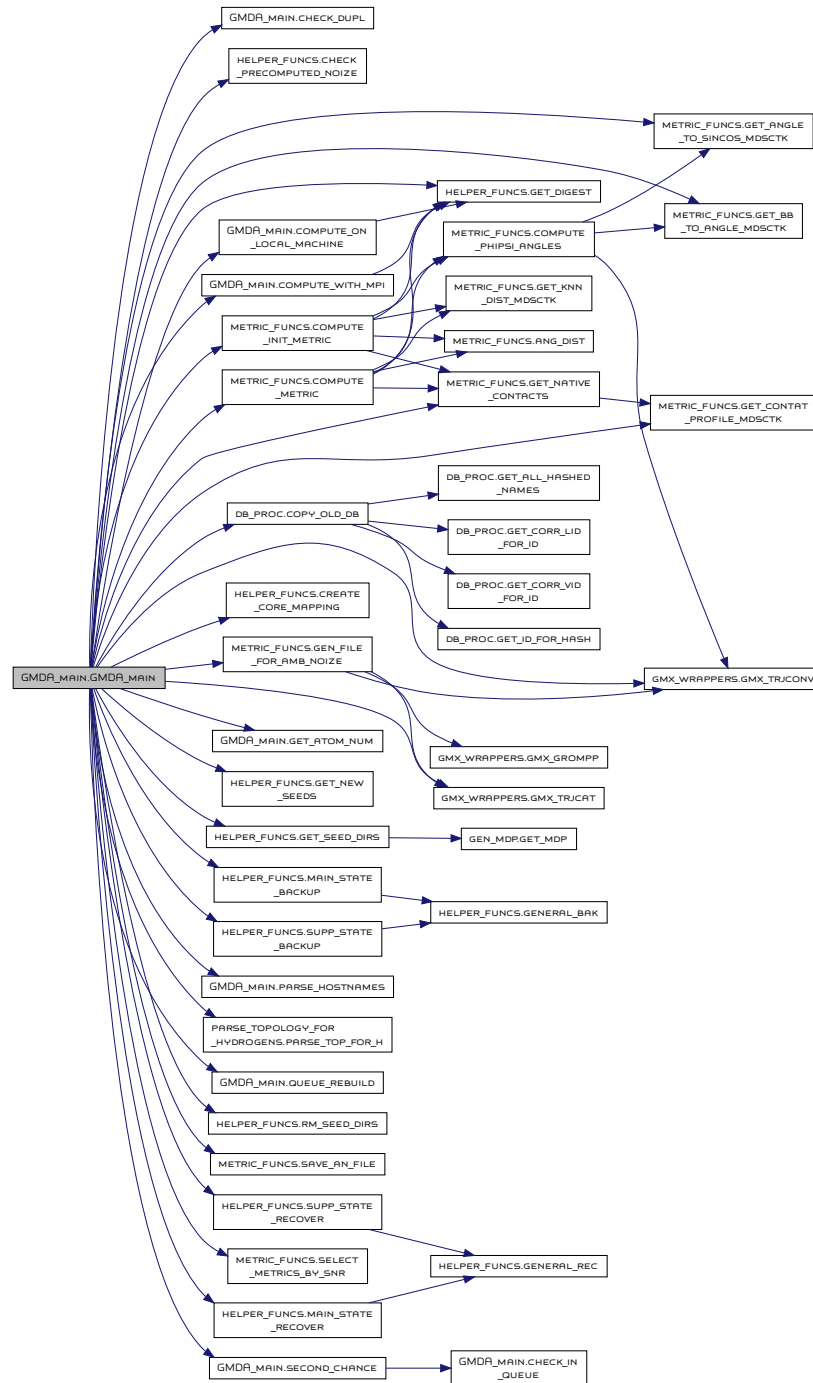 GMDA_MAIN.CHECK_DUPL
HELPER_FUNCS.CHECK
_PRECOMPUTED_NOIZE
METRIC_FUNCS.GET_ANGLE
_TO_SINCOS_MDSCTK
HELPER_FUNCS.GET_DIGEST
METRIC_FUNCS.GET_BB
_TO_ANGLE_MDSCTK
GMDA_MAIN.COMPUTE_ON
_LOCAL_MACHINE
METRIC_FUNCS.COMPUTE
_PHIPSI_ANGLES
GMDA_MAIN.COMPUTE_WITH_MPI
METRIC_FUNCS.GET_KNN
_DIST_MDSCTK
METRIC_FUNCS.COMPUTE
_INIT_METRIC
METRIC_FUNCS.ANG_DIST
METRIC_FUNCS.COMPUTE
_METRIC
METRIC_FUNCS.GET_NATIVE
_CONTACTS
METRIC_FUNCS.GET_CONTAT
_PROFILE_MDSCTK
DB_PROC.GET_ALL_HASHED
_NAMES
DB_PROC.COPY_OLD_DB
DB_PROC.GET_CORR_LID
_FOR_ID
DB_PROC.GET_CORR_VID
_FOR_ID
HELPER_FUNCS.CREATE
_CORE_MAPPING
DB_PROC.GET_ID_FOR_HASH
METRIC_FUNCS.GEN_FILE
_FOR_AMB_NOIZE
GMDA_MAIN.GMDA_MAIN
GMX_WRAPPERS.GMX_TRJCONV
GMDA_MAIN.GET_ATOM_NUM
GMX_WRAPPERS.GMX_GROMPP
HELPER_FUNCS.GET_NEW
_SEEDS
GMX_WRAPPERS.GMX_TRJCAT
HELPER_FUNCS.GET_SEED_DIRS
GEN_MDP.GET_MDP
HELPER_FUNCS.MAIN_STATE
_BACKUP
HELPER_FUNCS.GENERAL_BAK
HELPER_FUNCS.SUPP_STATE
_BACKUP
GMDA_MAIN.PARSE_HOSTNAMES
PARSE_TOPOLOGY_FOR
_HYDROGENS.PARSE_TOP_FOR_H
GMDA_MAIN.QUEUE_REBUILD
HELPER_FUNCS.RM_SEED_DIRS
METRIC_FUNCS.SAVE_AN_FILE
HELPER_FUNCS.SUPP_STATE
_RECOVER
METRIC_FUNCS.SELECT
_METRICS_BY_SNR
HELPER_FUNCS.GENERAL_REC
HELPER_FUNCS.MAIN_STATE
_RECOVER
GMDA_MAIN.SECOND_CHANCE
GMDA_MAIN.CHECK_IN
_QUEUE